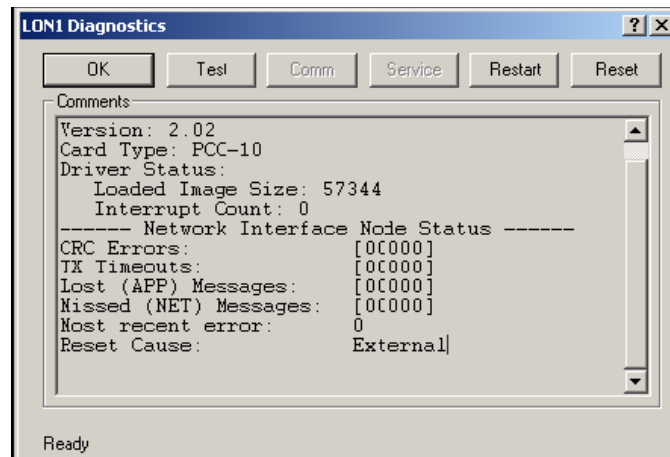 LON1 Diagnostics
OK Test Comm Service Restart Reset
Comments
Version: 2.02
Card Type: PCC-10
Driver Status:
Loaded Image Size: 57344
Interrupt Count: 0
------ Network Interface Node Status ------
CRC Errors: [00000]
TX Timeouts: [00000]
Lost (APP) Messages: [00000]
Missed (NET) Messages: [00000]
Most recent error: 0
Reset Cause: External
Ready